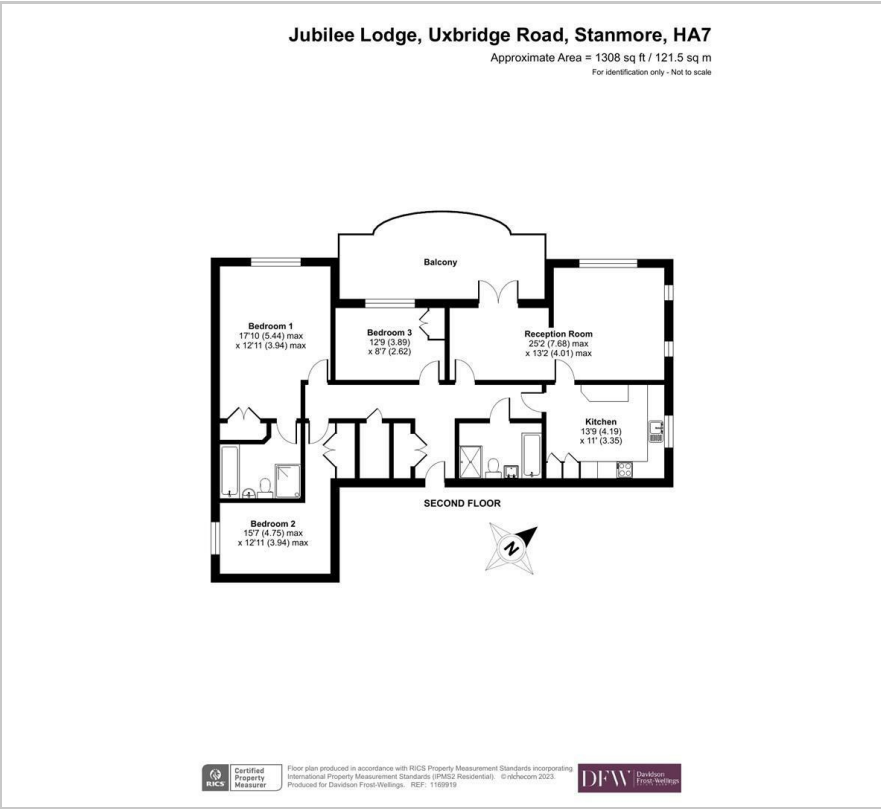 Jubilee Lodge, Uxbridge Road, Stanmore, HA7
Approximate Area = 1308 sq ft / 121.5 sq m
For identification only - Not to scale
Balcony
Bedroom 1
17'10 (5.44) max
x 12'11 (3.94) max
Bedroom 3
12'9 (3.89)
x 8'7 (2.62)
Reception Room
25'2 (7.68) max
x 13'2 (4.01) max
Kitchen
13'9 (4.19)
x 11' (3.35)
SECOND FLOOR
Bedroom 2
15'7 (4.75) max
x 12'11 (3.94) max
N
RICS
Certified
Property
Measurer
Floor plan produced in accordance with RICS Property Measurement Standards incorporating
International Property Measurement Standards (IPMS2 Residential). © nichecom 2023.
Produced for Davidson Frost-Wellings. REF: 1169919
DFW
Davidson
Frost-Wellings